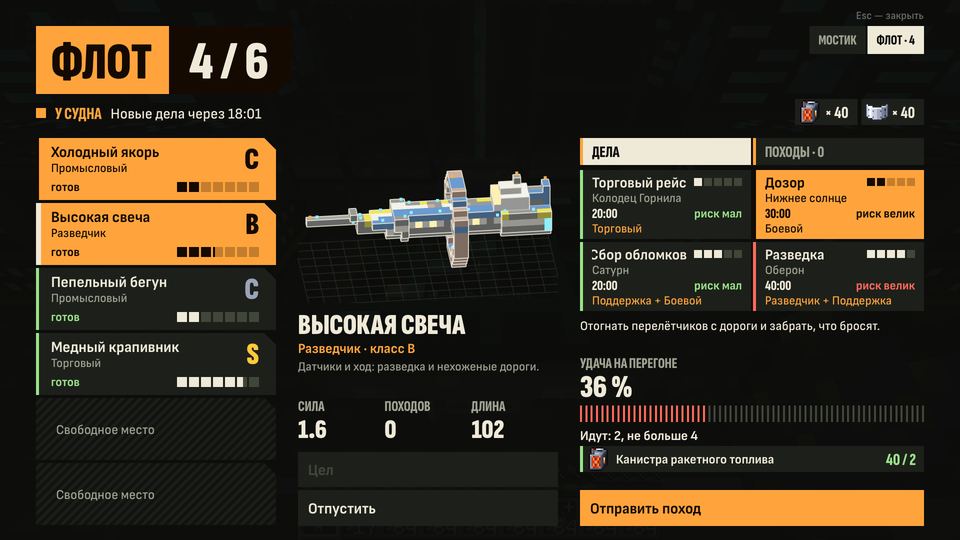 Esc — закрыть
ФЛОТ 4 / 6
МОСТИК ФЛОТ · 4
У СУДНА Новые дела через 18:01
× 40 × 40
Холодный якорь C
Промысловый
готов
Высокая свеча B
Разведчик
готов
Пепельный бегун C
Промысловый
готов
Медный крапивник S
Торговый
готов
Свободное место
Свободное место
ВЫСОКАЯ СВЕЧА
Разведчик · класс B
Датчики и ход: разведка и нехоженые дороги.
СИЛА ПОХОДОВ ДЛИНА
1.6 0 102
Цел
Отпустить
ДЕЛА ПОХОДЫ · 0
Торговый рейс
Колодец Горнила
20:00 риск мал
Торговый
Дозор
Нижнее солнце
30:00 риск велик
Боевой
Сбор обломков
Сатурн
20:00 риск мал
Поддержка + Боевой
Разведка
Оберон
40:00 риск велик
Разведчик + Поддержка
Отогнать перелётчиков с дороги и забрать, что бросят.
УДАЧА НА ПЕРЕГОНЕ
36 %
Идут: 2, не больше 4
Канистра ракетного топлива 40 / 2
Отправить поход